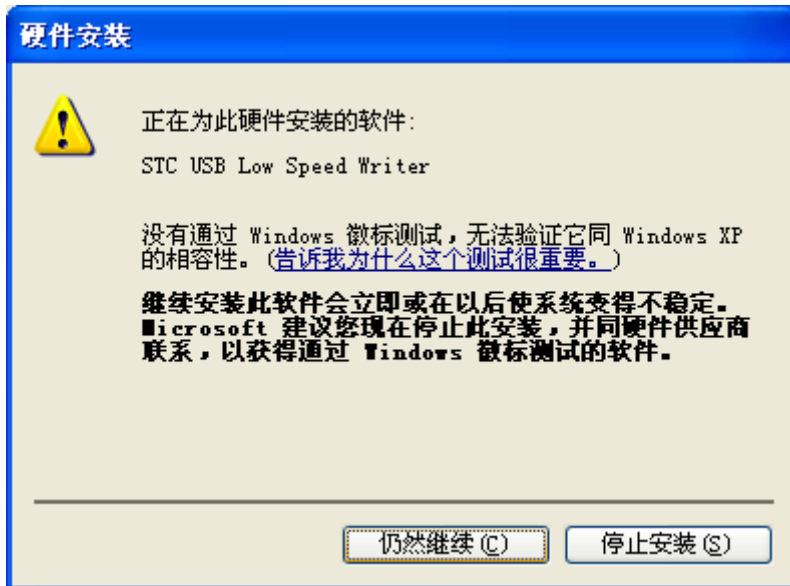 硬件安装
正在为此硬件安装的软件:
STC USB Low Speed Writer
没有通过 Windows 徽标测试，无法验证它同 Windows XP
的相容性。(告诉我为什么这个测试很重要。)
继续安装此软件会立即或在以后使系统变得不稳定。
Microsoft 建议您现在停止此安装，并同硬件供应商
联系，以获得通过 Windows 徽标测试的软件。
仍然继续(C)
停止安装(S)